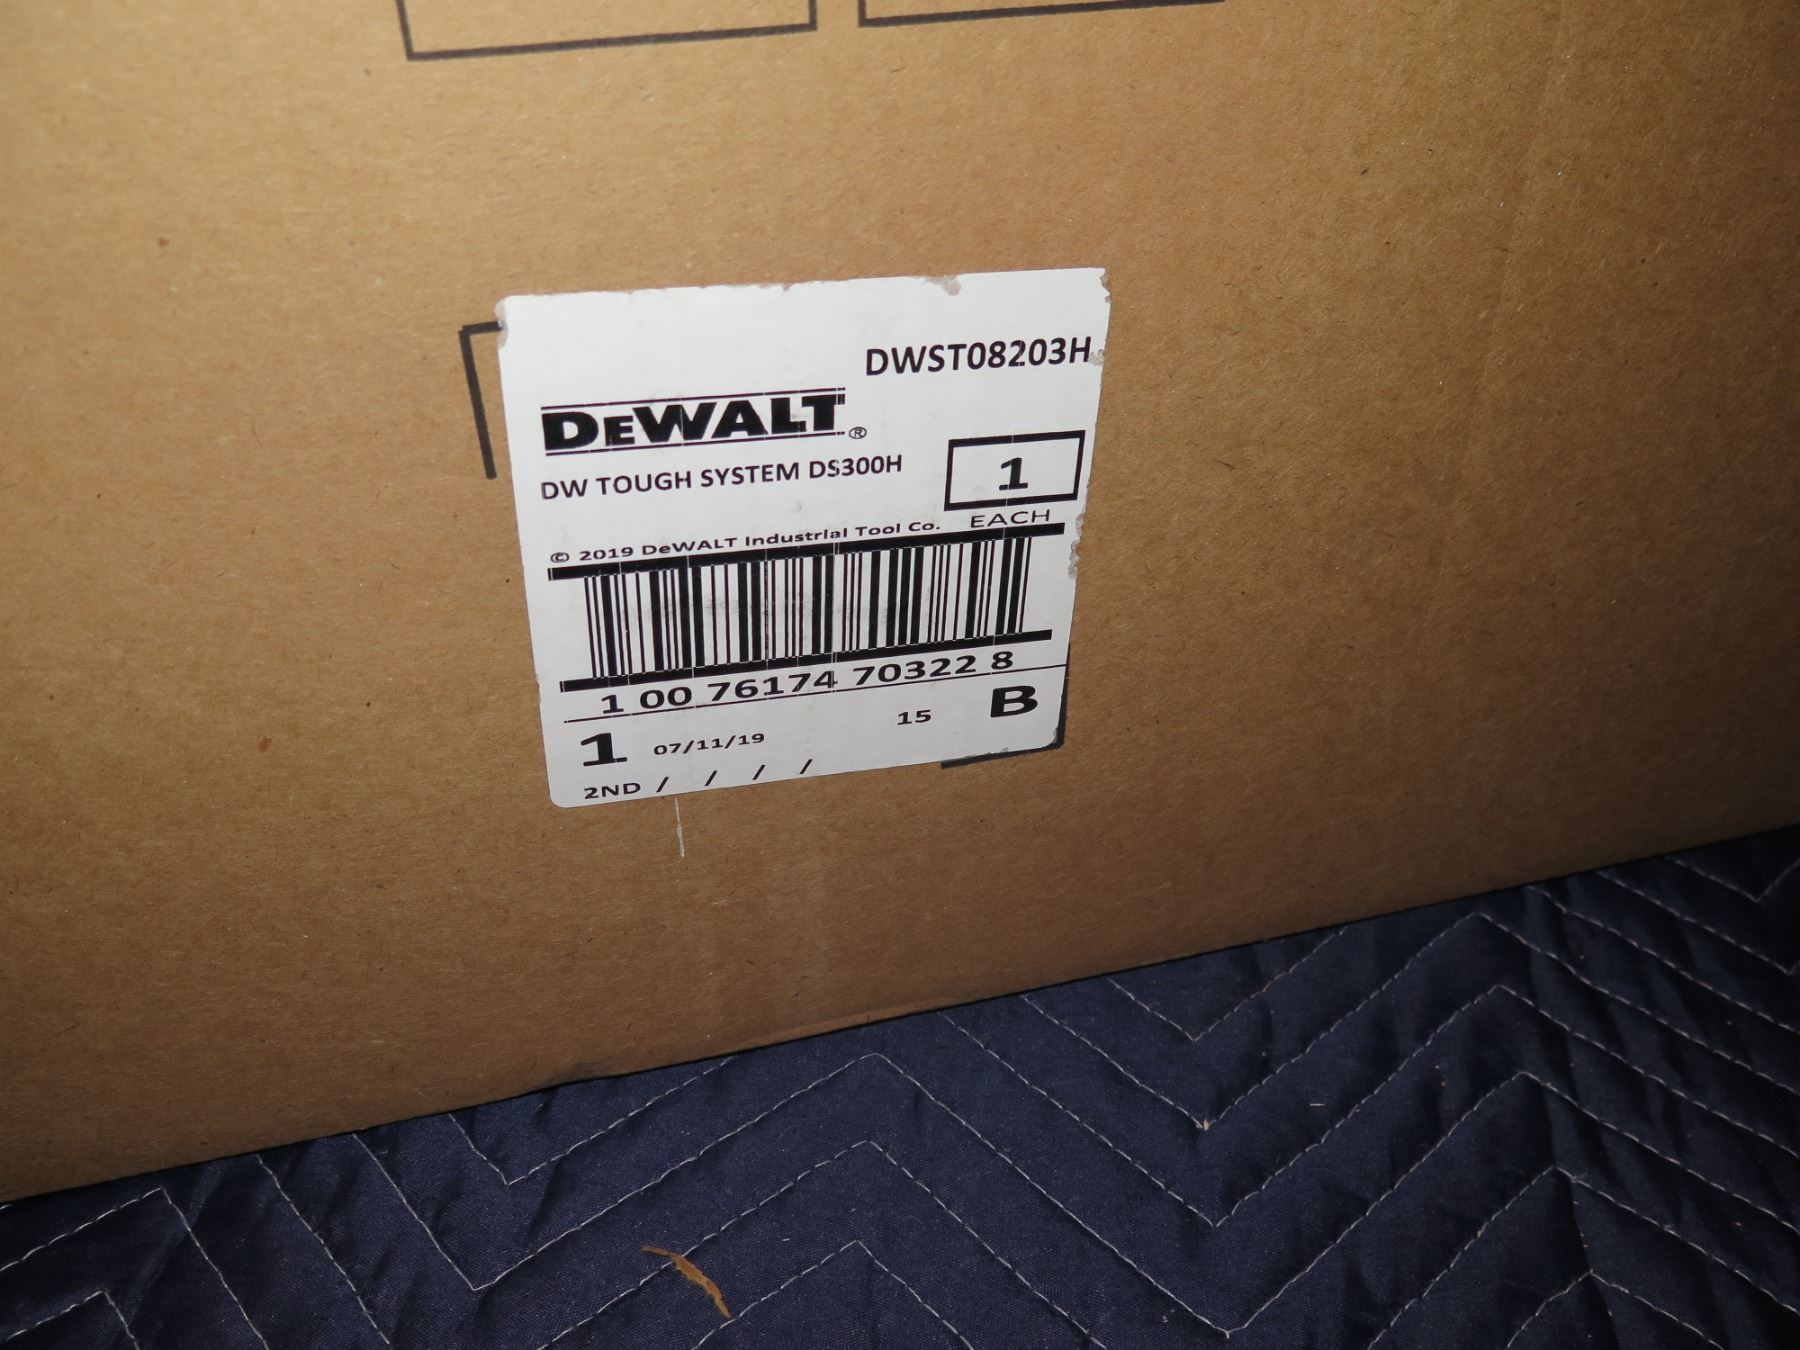 DWST08203H
DEWALT®
DW TOUGH SYSTEM DS300H
1
EACH
© 2019 DEWALT Industrial Tool Co.
1 00 76174 70322 8
1 07/11/19 15 B
2ND / / / /